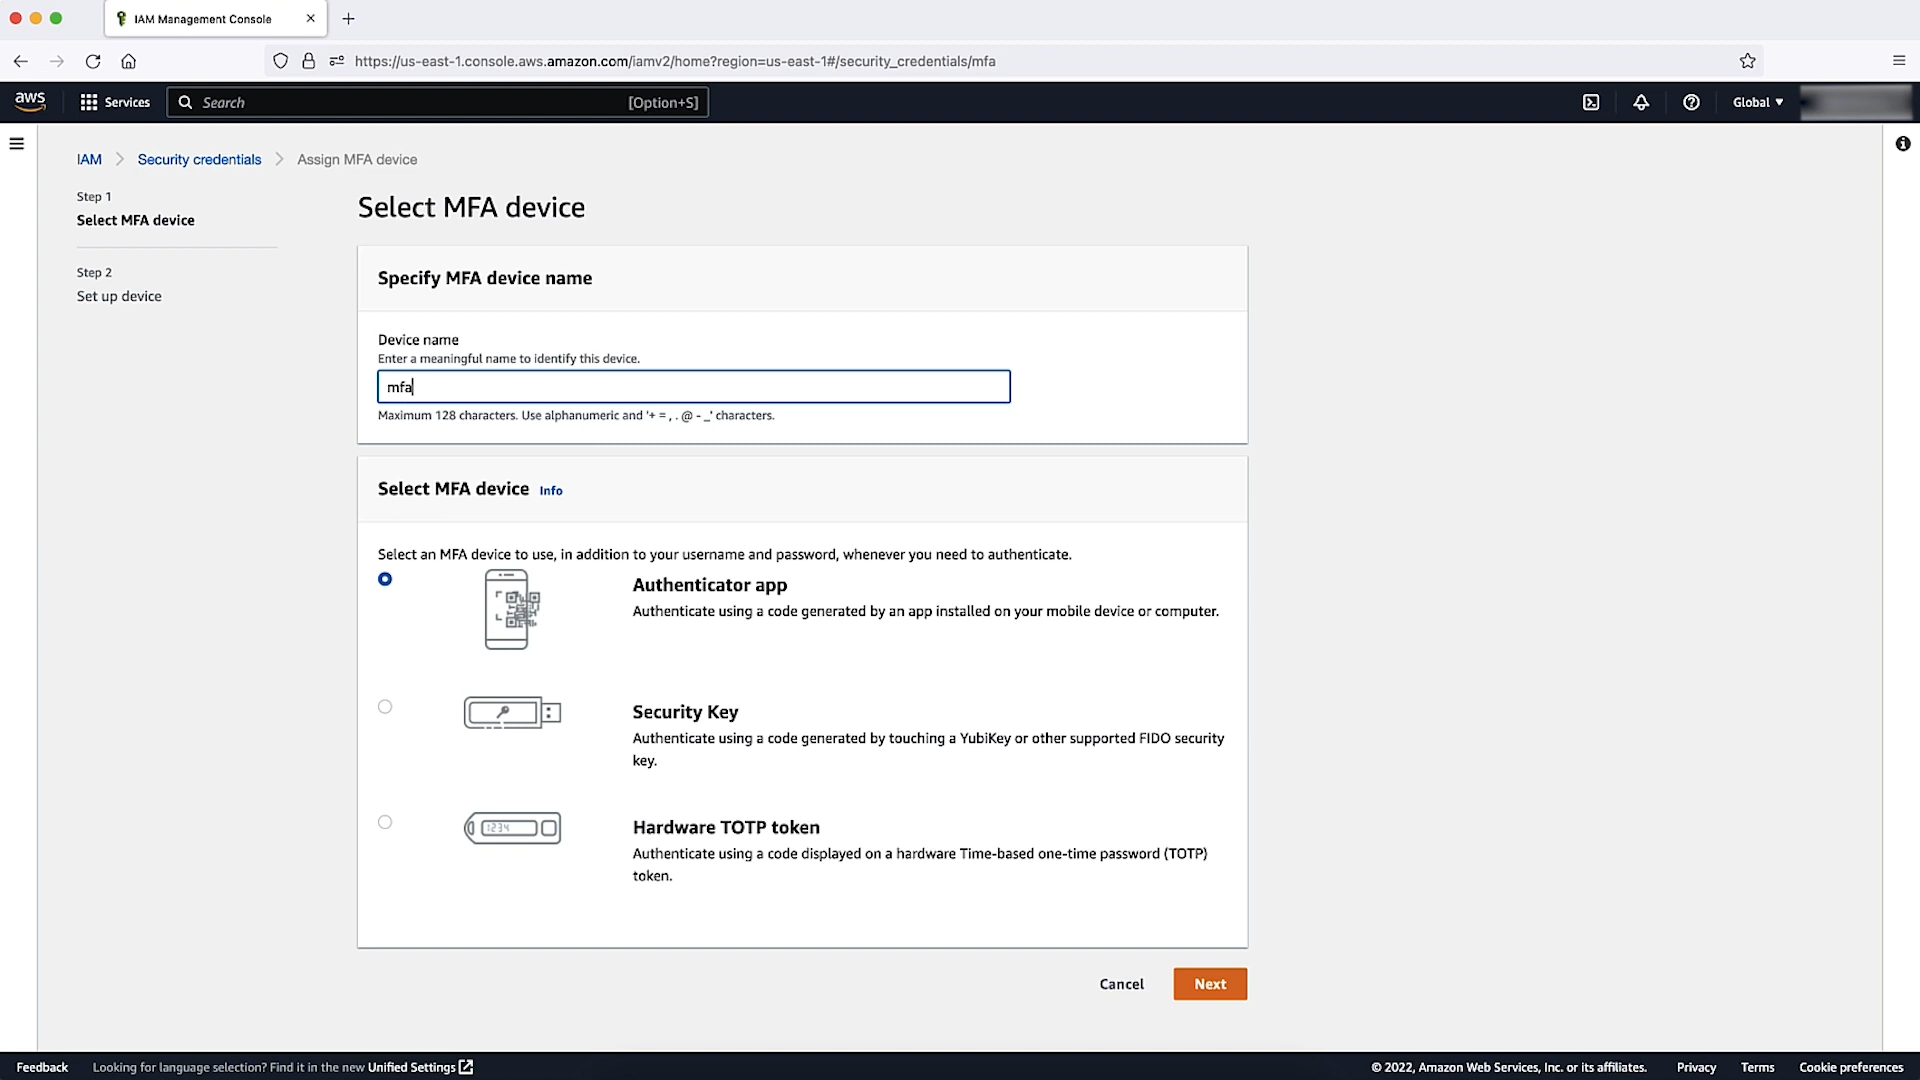 IAM Management Console
https://us-east-1.console.aws.amazon.com/iamv2/home?region=us-east-1#/security_credentials/mfa
aws
Services
Search
[Option+S]
Global
IAM
Security credentials
Assign MFA device
Step 1
Select MFA device
Step 2
Set up device
Select MFA device
Specify MFA device name
Device name
Enter a meaningful name to identify this device.
mfa
Maximum 128 characters. Use alphanumeric and '+ = , . @ - _' characters.
Select MFA device Info
Select an MFA device to use, in addition to your username and password, whenever you need to authenticate.
Authenticator app
Authenticate using a code generated by an app installed on your mobile device or computer.
Security Key
Authenticate using a code generated by touching a YubiKey or other supported FIDO security
key.
1234
Hardware TOTP token
Authenticate using a code displayed on a hardware Time-based one-time password (TOTP)
token.
Cancel
Next
Feedback
Looking for language selection? Find it in the new Unified Settings
© 2022, Amazon Web Services, Inc. or its affiliates.
Privacy
Terms
Cookie preferences